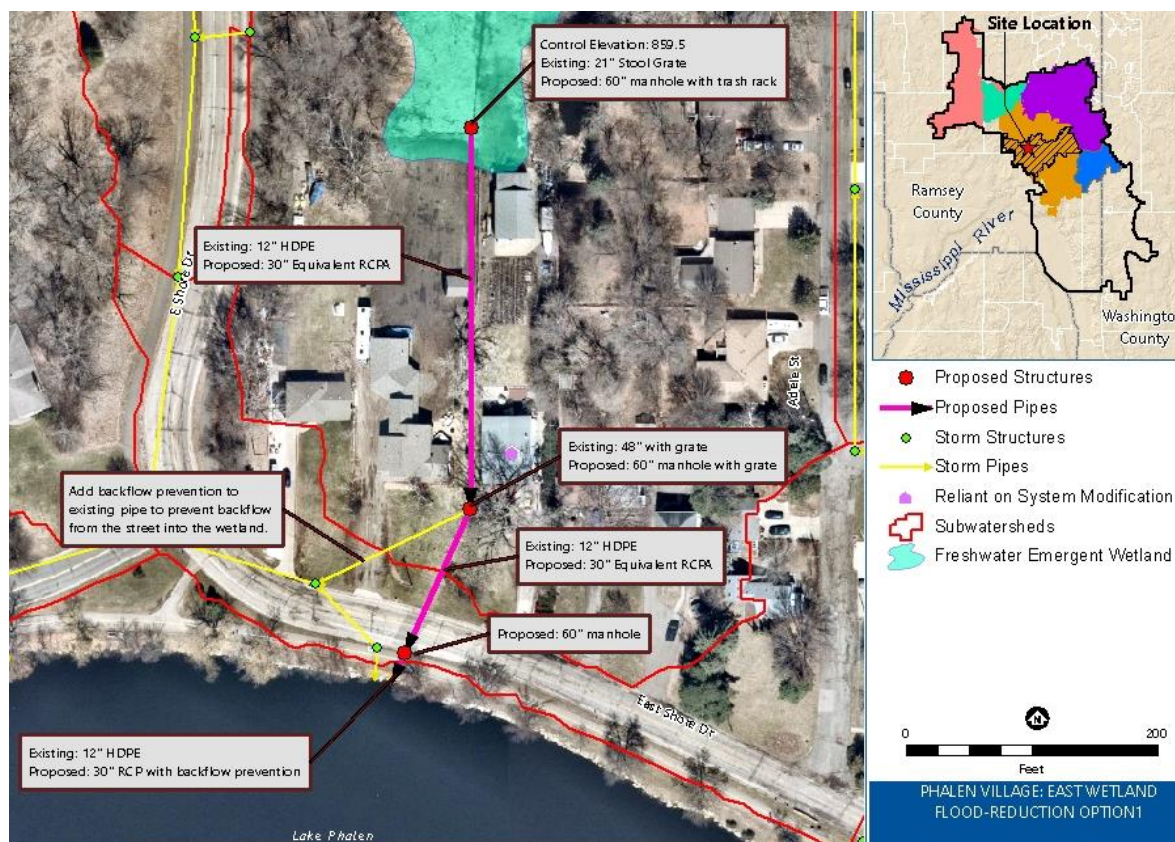 Control Elevation: 859.5
Existing: 21" Stool Grate
Proposed: 60" manhole with trash rack
Existing: 12" HDPE
Proposed: 30" Equivalent RCPA
E Shore Dr
Adele St
Existing: 48" with grate
Proposed: 60" manhole with grate
Add backflow prevention to
existing pipe to prevent backflow
from the street into the wetland.
Existing: 12" HDPE
Proposed: 30" Equivalent RCPA
Proposed: 60" manhole
East Shore Dr
Existing: 12" HDPE
Proposed: 30" RCP with backflow prevention
Lake Phalen
Site Location
Ramsey
County
Mississippi River
Washington
County
Proposed Structures
Proposed Pipes
Storm Structures
Storm Pipes
Reliant on System Modification
Subwatersheds
Freshwater Emergent Wetland
N
0 200
Feet
PHALEN VILLAGE: EAST WETLAND
FLOOD-REDUCTION OPTION1